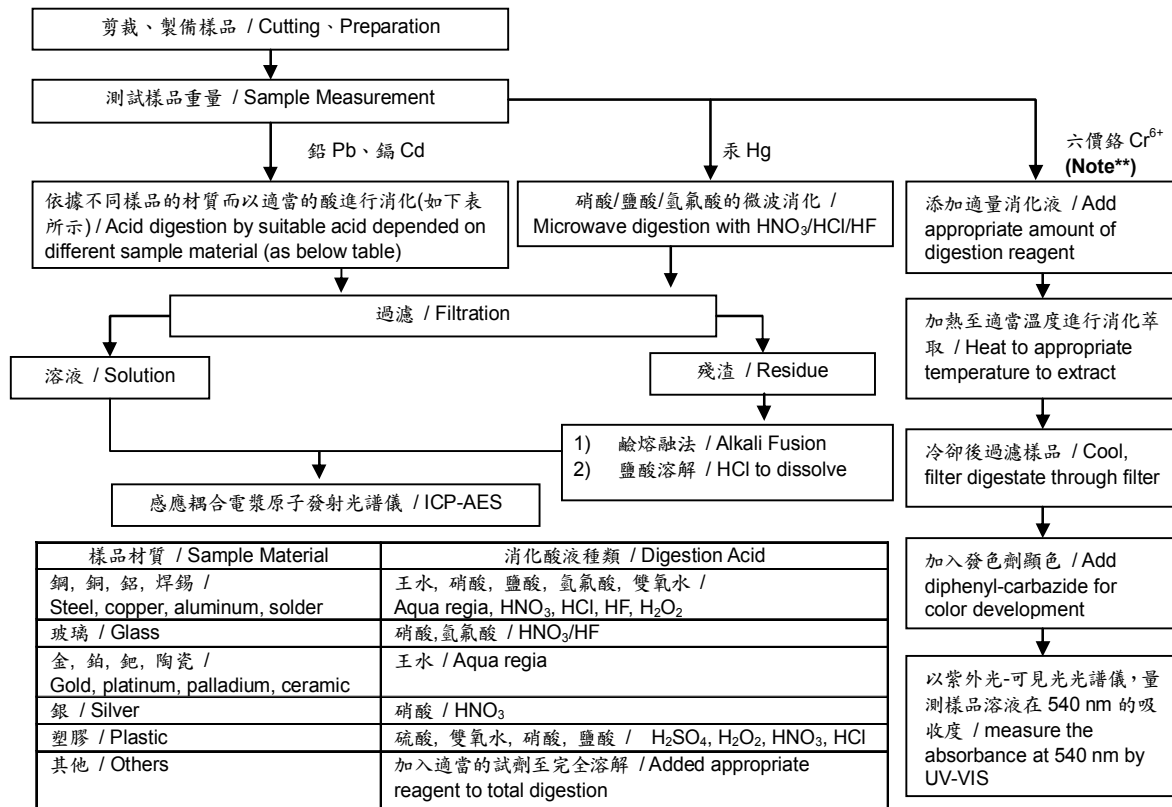 剪裁、製備樣品 / Cutting、Preparation
測試樣品重量 / Sample Measurement
鉛 Pb、鎘 Cd
汞 Hg
六價鉻 Cr⁶⁺
(Note**)
依據不同樣品的材質而以適當的酸進行消化(如下表
所示) / Acid digestion by suitable acid depended on
different sample material (as below table)
硝酸/鹽酸/氫氟酸的微波消化 /
Microwave digestion with HNO₃/HCl/HF
添加適量消化液 / Add
appropriate amount of
digestion reagent
過濾 / Filtration
溶液 / Solution
殘渣 / Residue
加熱至適當溫度進行消化萃
取 / Heat to appropriate
temperature to extract
1) 鹼熔融法 / Alkali Fusion
2) 鹽酸溶解 / HCl to dissolve
冷卻後過濾樣品 / Cool,
filter digestate through filter
感應耦合電漿原子發射光譜儀 / ICP-AES
樣品材質 / Sample Material
消化酸液種類 / Digestion Acid
鋼, 銅, 鋁, 焊錫 /
Steel, copper, aluminum, solder
王水, 硝酸, 鹽酸, 氫氟酸, 雙氧水 /
Aqua regia, HNO₃, HCl, HF, H₂O₂
玻璃 / Glass
硝酸,氫氟酸 / HNO₃/HF
金, 鉑, 鈀, 陶瓷 /
Gold, platinum, palladium, ceramic
王水 / Aqua regia
銀 / Silver
硝酸 / HNO₃
塑膠 / Plastic
硫酸, 雙氧水, 硝酸, 鹽酸 / H₂SO₄, H₂O₂, HNO₃, HCl
其他 / Others
加入適當的試劑至完全溶解 / Added appropriate
reagent to total digestion
加入發色劑顯色 / Add
diphenyl-carbazide for
color development
以紫外光-可見光光譜儀,量
測樣品溶液在 540 nm 的吸
收度 / measure the
absorbance at 540 nm by
UV-VIS